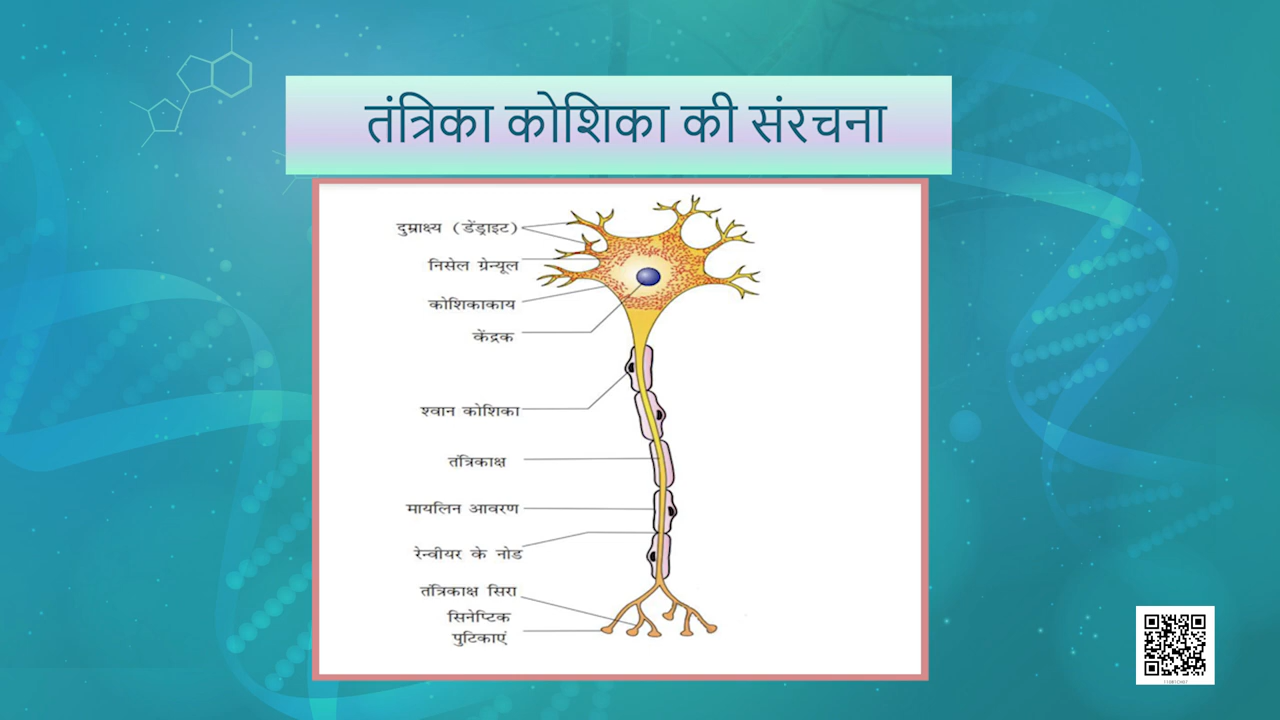 तंत्रिका कोशिका की संरचना
दुम्राक्ष्य (डेंड्राइट)
निसेल ग्रेन्यूल
कोशिकाकाय
केंद्रक
श्वान कोशिका
तंत्रिकाक्ष
मायलिन आवरण
रेन्वीयर के नोड
तंत्रिकाक्ष सिरा
सिनेप्टिक
पुटिकाएं